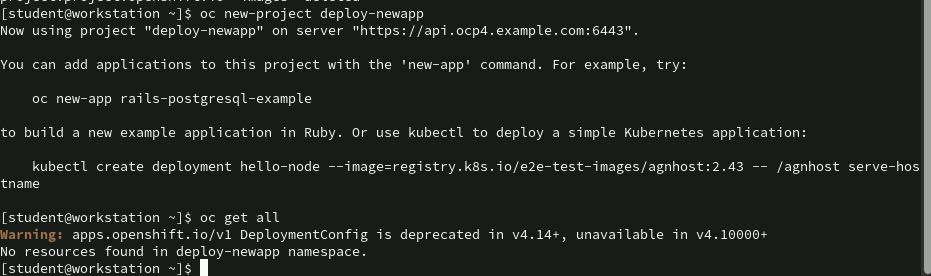 [student@workstation ~]$ oc new-project deploy-newapp
Now using project "deploy-newapp" on server "https://api.ocp4.example.com:6443".
You can add applications to this project with the 'new-app' command. For example, try:
    oc new-app rails-postgresql-example
to build a new example application in Ruby. Or use kubectl to deploy a simple Kubernetes application:
    kubectl create deployment hello-node --image=registry.k8s.io/e2e-test-images/agnhost:2.43 -- /agnhost serve-hos
tname
[student@workstation ~]$ oc get all
Warning: apps.openshift.io/v1 DeploymentConfig is deprecated in v4.14+, unavailable in v4.10000+
No resources found in deploy-newapp namespace.
[student@workstation ~]$